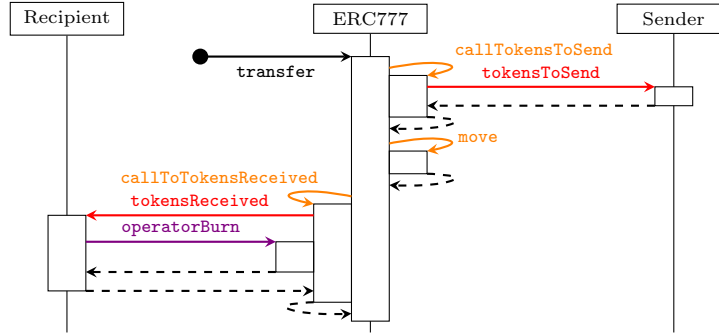 Recipient
ERC777
Sender
transfer
callTokensToSend
tokensToSend
move
callToTokensReceived
tokensReceived
operatorBurn